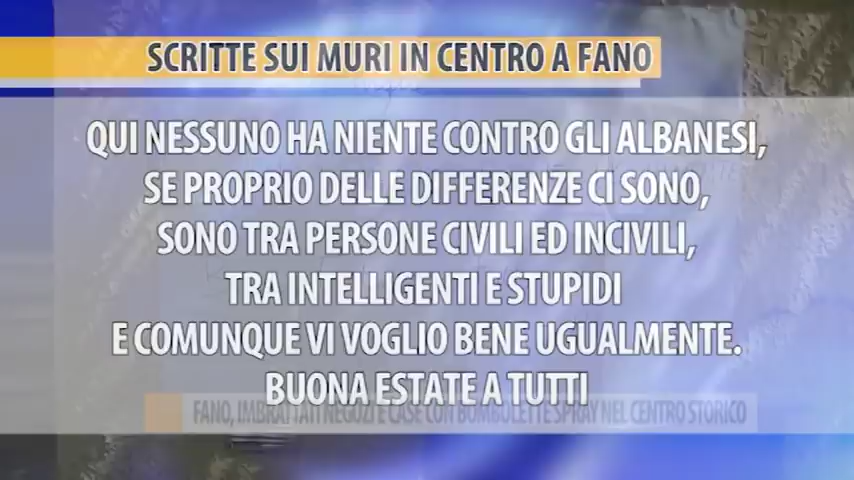 SCRITTE SUI MURI IN CENTRO A FANO
QUI NESSUNO HA NIENTE CONTRO GLI ALBANESI,
SE PROPRIO DELLE DIFFERENZE CI SONO,
SONO TRA PERSONE CIVILI ED INCIVILI,
TRA INTELLIGENTI E STUPIDI
E COMUNQUE VI VOGLIO BENE UGUALMENTE.
BUONA ESTATE A TUTTI
FANO, IMBRATTATI NEGOZI E CASE CON BOMBOLETTE SPRAY NEL CENTRO STORICO